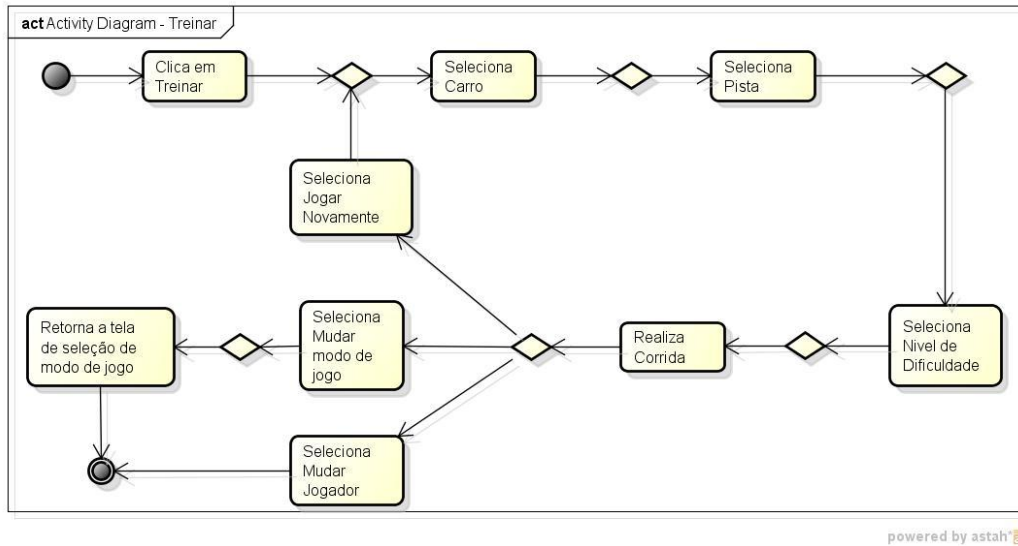 act Activity Diagram - Treinar
Clica em
Treinar
Seleciona
Carro
Seleciona
Pista
Seleciona
Jogar
Novamente
Retorna a tela
de seleção de
modo de jogo
Seleciona
Mudar
modo de
jogo
Realiza
Corrida
Seleciona
Nivel de
Dificuldade
Seleciona
Mudar
Jogador
powered by astah*